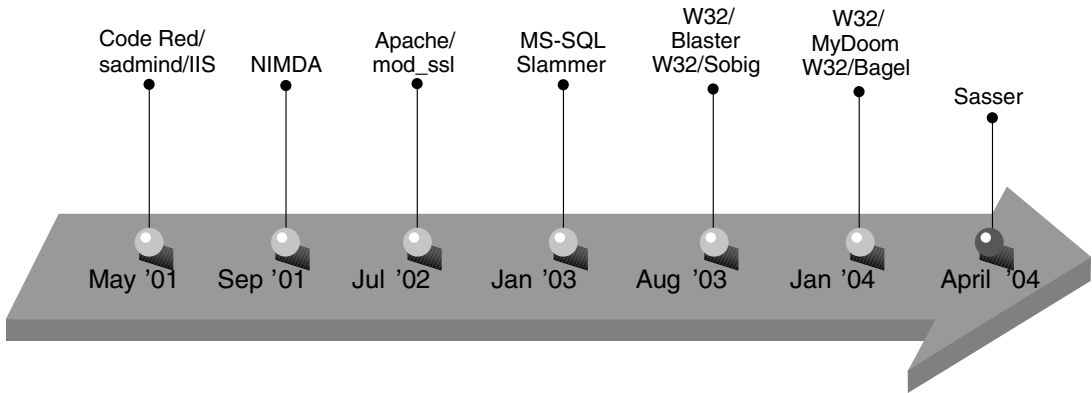 Code Red/
sadmind/IIS
NIMDA
Apache/
mod_ssl
MS-SQL
Slammer
W32/
Blaster
W32/Sobig
W32/
MyDoom
W32/Bagel
Sasser
May ’01
Sep ’01
Jul ’02
Jan ’03
Aug ’03
Jan ’04
April ’04